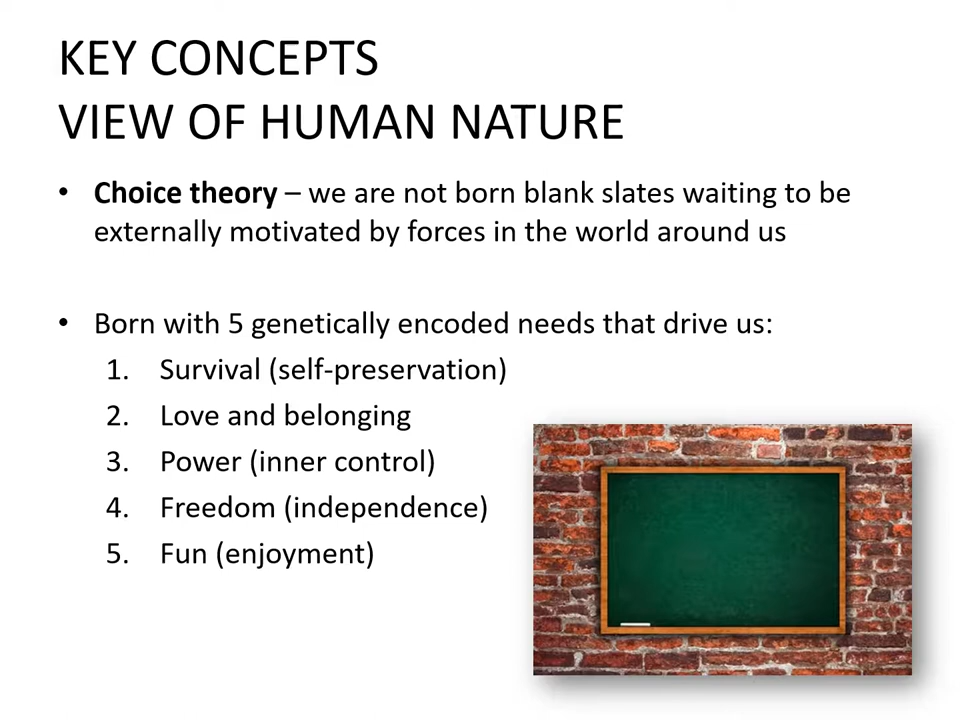 KEY CONCEPTS
VIEW OF HUMAN NATURE
• Choice theory – we are not born blank slates waiting to be
externally motivated by forces in the world around us
• Born with 5 genetically encoded needs that drive us:
1. Survival (self-preservation)
2. Love and belonging
3. Power (inner control)
4. Freedom (independence)
5. Fun (enjoyment)